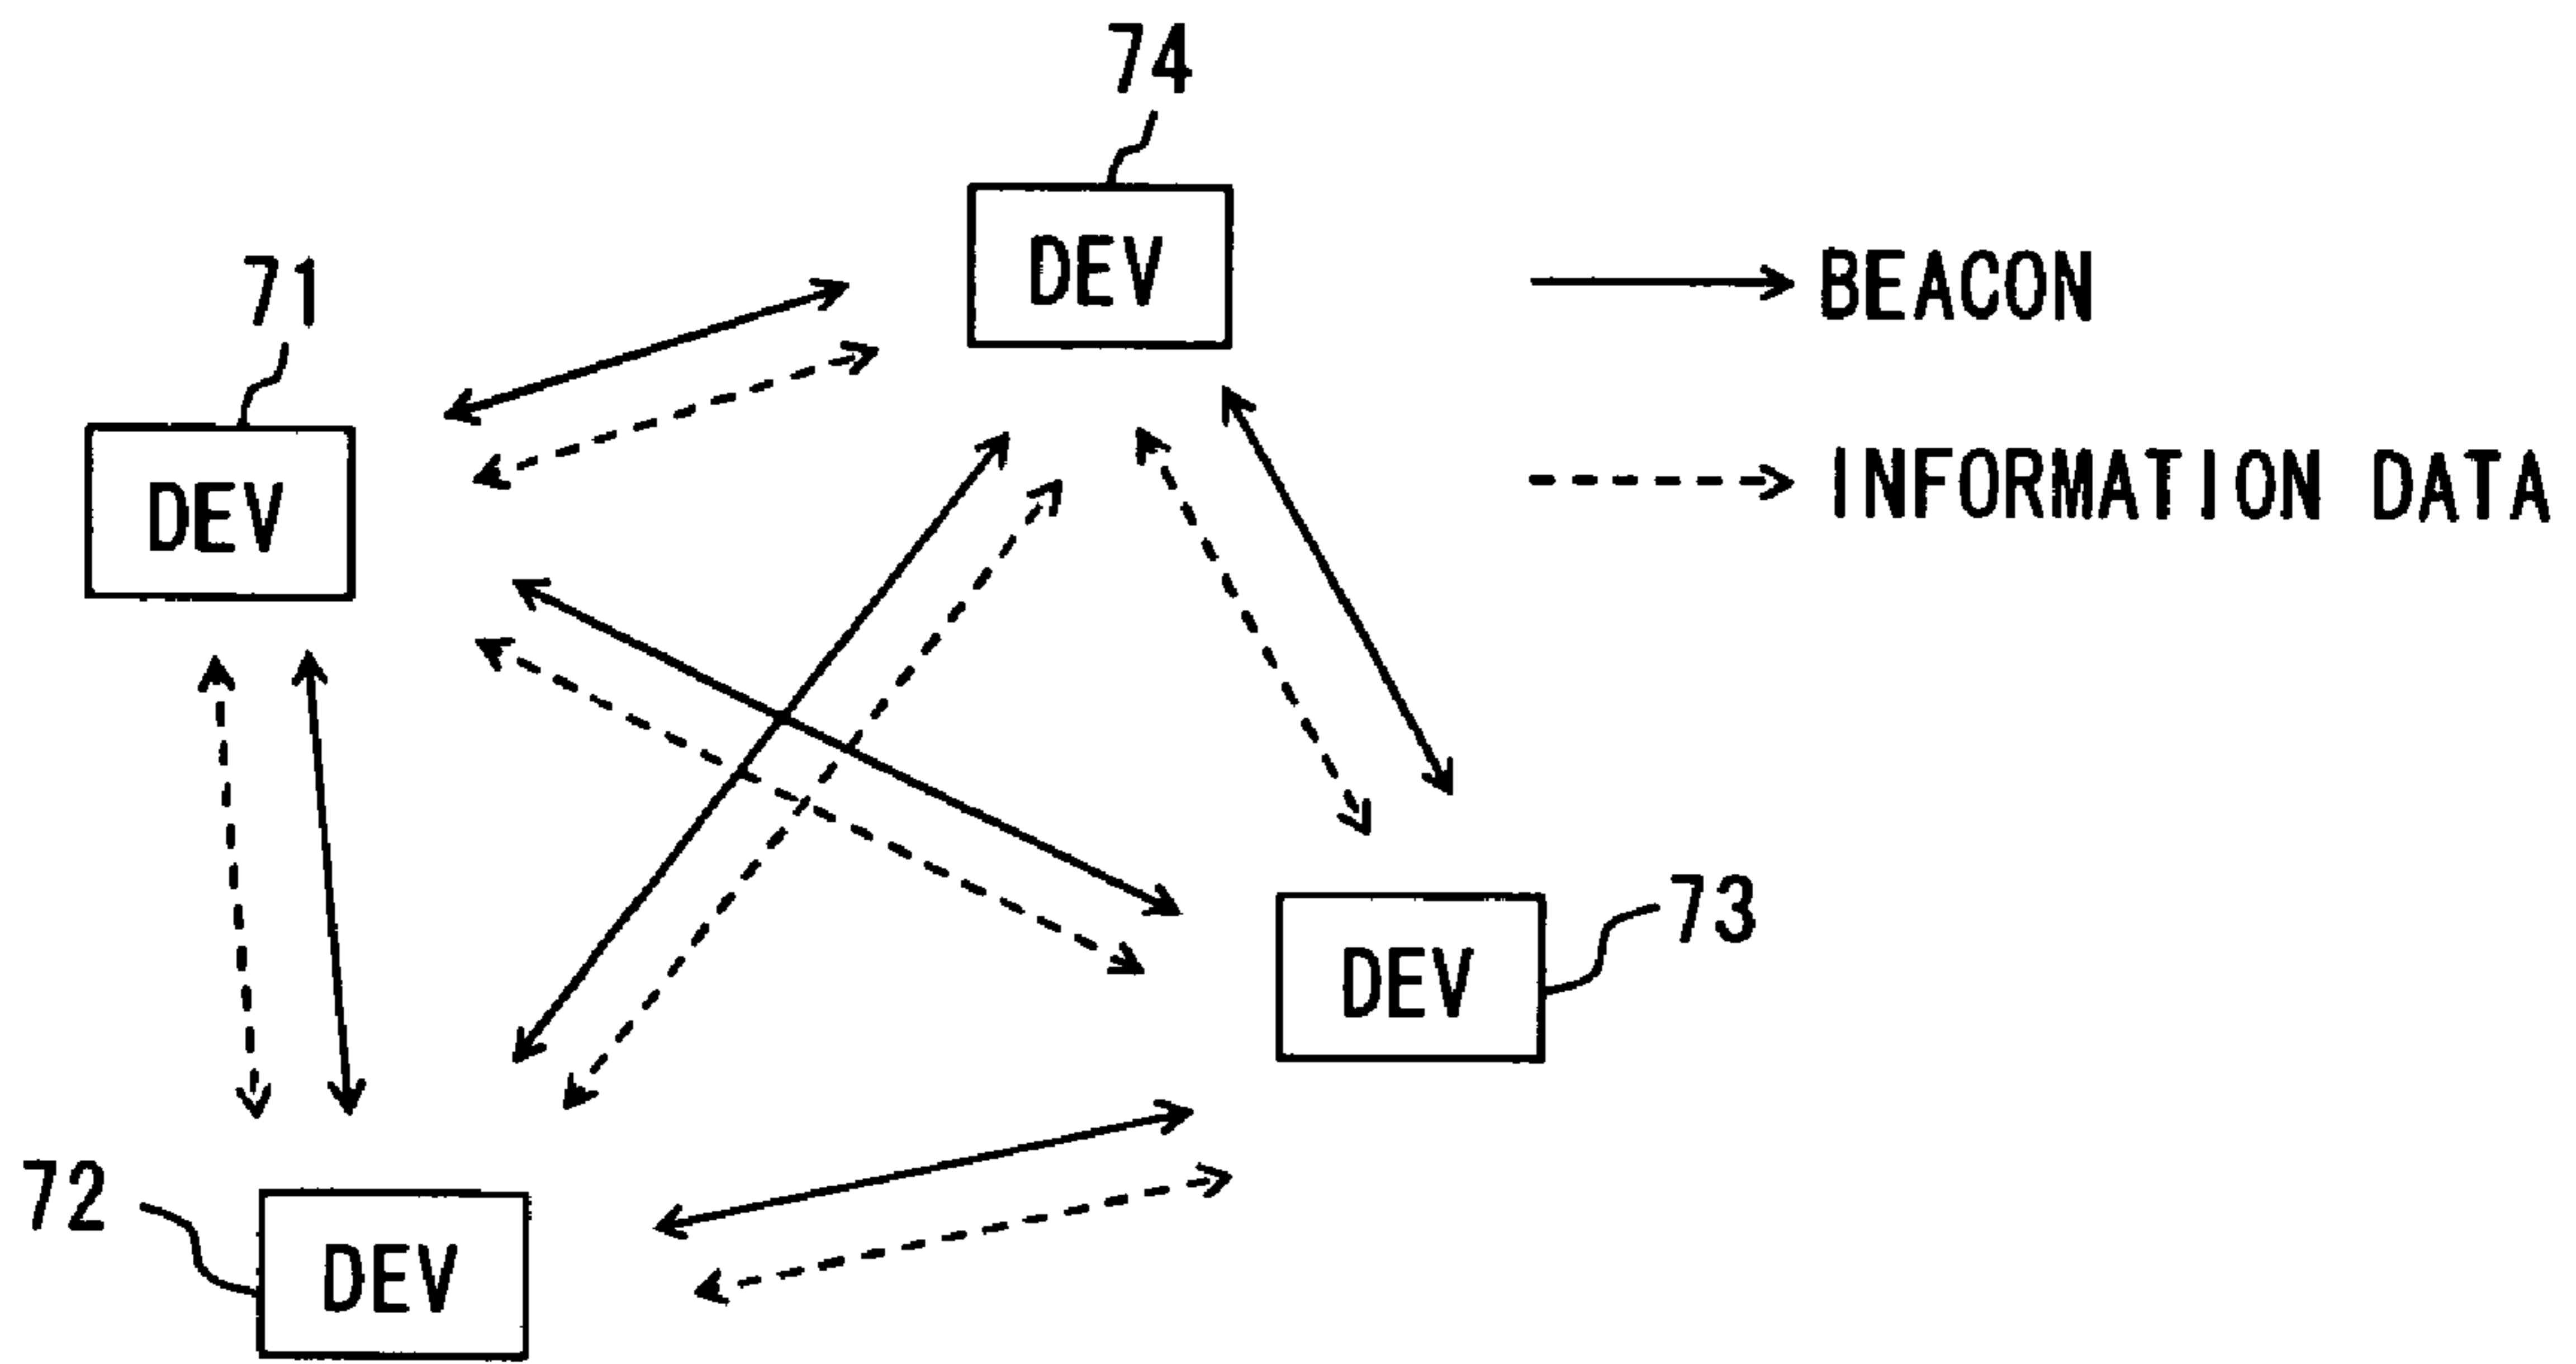 74
DEV
BEACON
71
DEV
INFORMATION DATA
73
DEV
72
DEV